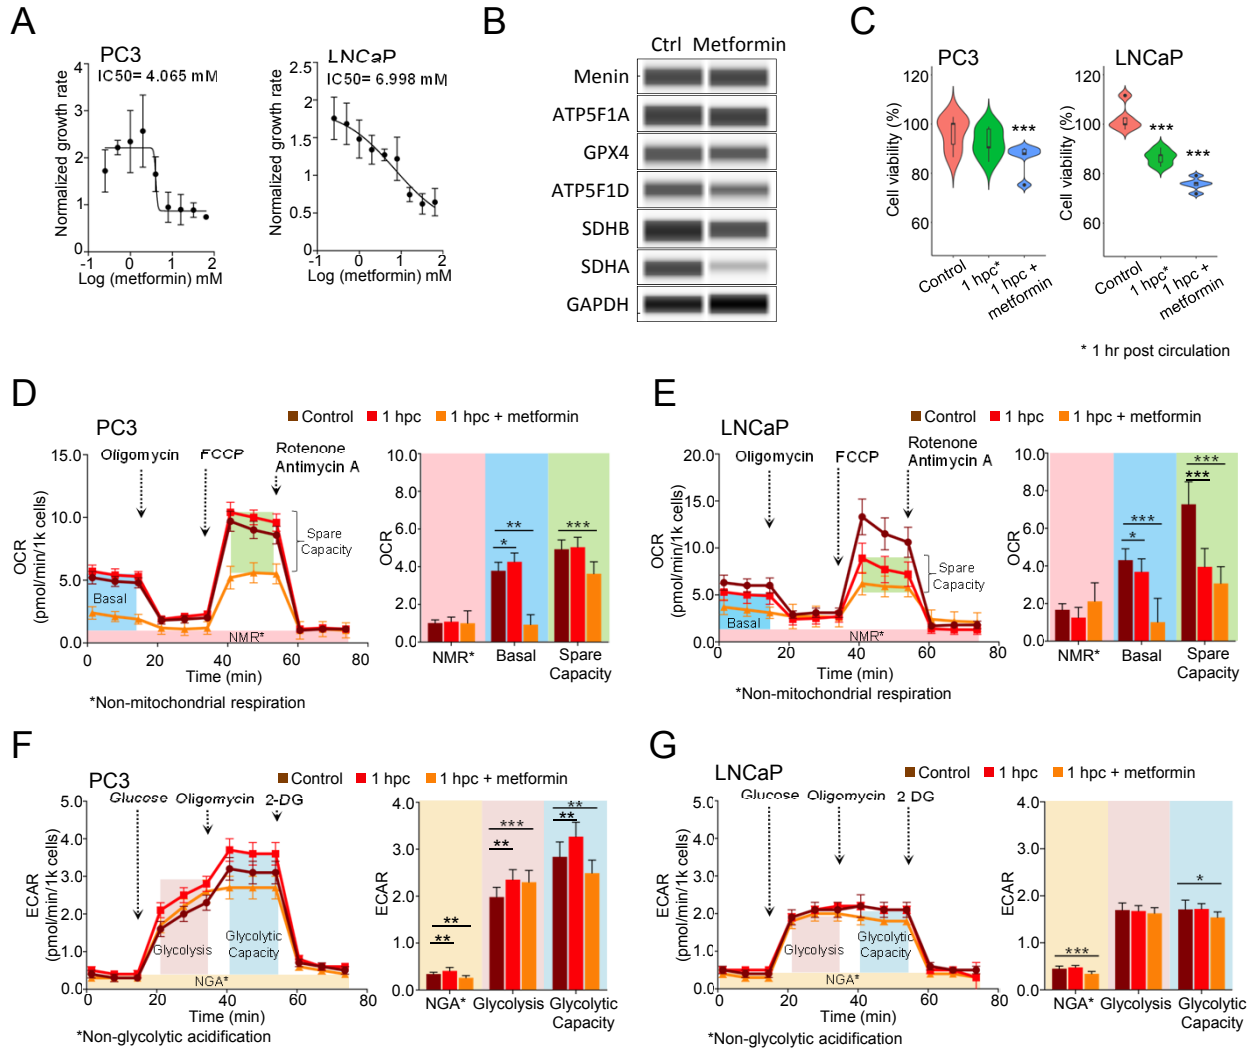 A
PC3
IC50= 4.065 mM
Normalized growth rate
4
3
2
1
0
-1
0
1
2
Log (metformin) mM
LNCaP
IC50= 6.998 mM
Normalized growth rate
2.5
2
1.5
1
0.5
0
-1
0
1
2
Log (metformin) mM
B
Ctrl Metformin
Menin
ATP5F1A
GPX4
ATP5F1D
SDHB
SDHA
GAPDH
C
PC3
Cell viability (%)
120
100
80
60
***
Control
1 hpc*
1 hpc +
metformin
LNCaP
Cell viability (%)
120
100
80
60
***
***
Control
1 hpc*
1 hpc +
metformin
* 1 hr post circulation
D
Control 1 hpc 1 hpc + metformin
PC3
Oligomycin
FCCP
Rotenone
Antimycin A
OCR
(pmol/min/1k cells)
15.0
10.0
5.0
0.0
Spare
Capacity
Basal
NMR*
0 20 40 60 80
Time (min)
*Non-mitochondrial respiration
OCR
10.0
8.0
6.0
4.0
2.0
0.0
**
*
***
NMR* Basal Spare
Capacity
E
Control 1 hpc 1 hpc + metformin
LNCaP
Oligomycin
FCCP
Rotenone
Antimycin A
OCR
(pmol/min/1k cells)
20.0
15.0
10.0
5.0
0.0
Spare
Capacity
Basal
NMR*
0 20 40 60 80
Time (min)
*Non-mitochondrial respiration
OCR
10.0
8.0
6.0
4.0
2.0
0.0
***
*
***
***
NMR* Basal Spare
Capacity
F
Control 1 hpc 1 hpc + metformin
PC3
Glucose Oligomycin 2-DG
ECAR
(pmol/min/1k cells)
5.0
4.0
3.0
2.0
1.0
0.0
Glycolysis
Glycolytic
Capacity
NGA*
0 20 40 60 80
Time (min)
*Non-glycolytic acidification
ECAR
4.0
3.0
2.0
1.0
0.0
**
**
***
**
**
**
NGA* Glycolysis Glycolytic
Capacity
G
Control 1 hpc 1 hpc + metformin
LNCaP
Glucose Oligomycin 2 DG
ECAR
(pmol/min/1k cells)
5.0
4.0
3.0
2.0
1.0
0.0
Glycolysis
Glycolytic
Capacity
NGA*
0 20 40 60 80
Time (min)
*Non-glycolytic acidification
ECAR
4.0
3.0
2.0
1.0
0.0
***
*
NGA* Glycolysis Glycolytic
Capacity